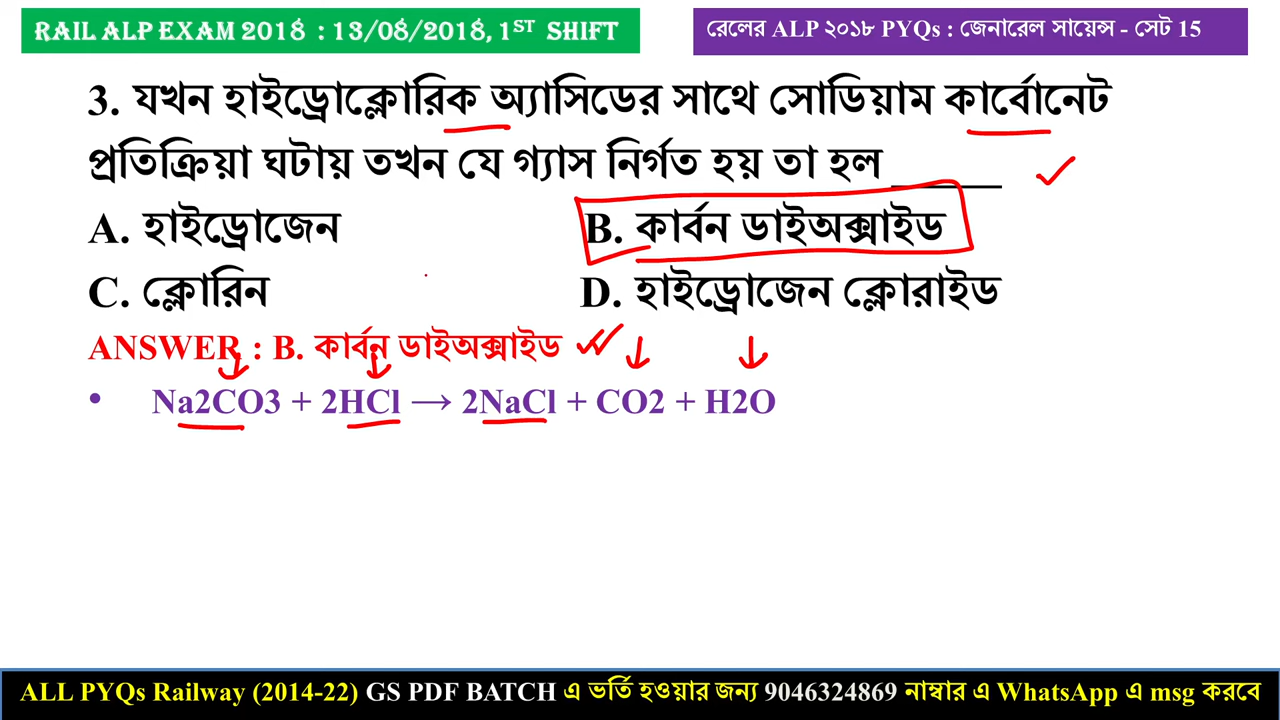 RAIL ALP EXAM 2018 : 13/08/2018, 1ST SHIFT
রেলের ALP ২০১৮ PYQs : জেনারেল সায়েন্স - সেট 15
3. যখন হাইড্রোক্লোরিক অ্যাসিডের সাথে সোডিয়াম কার্বোনেট
প্রতিক্রিয়া ঘটায় তখন যে গ্যাস নির্গত হয় তা হল ______
A. হাইড্রোজেন B. কার্বন ডাইঅক্সাইড
C. ক্লোরিন D. হাইড্রোজেন ক্লোরাইড
ANSWER : B. কার্বন ডাইঅক্সাইড
• Na2CO3 + 2HCl → 2NaCl + CO2 + H2O
ALL PYQs Railway (2014-22) GS PDF BATCH এ ভর্তি হওয়ার জন্য 9046324869 নাম্বার এ WhatsApp এ msg করবে